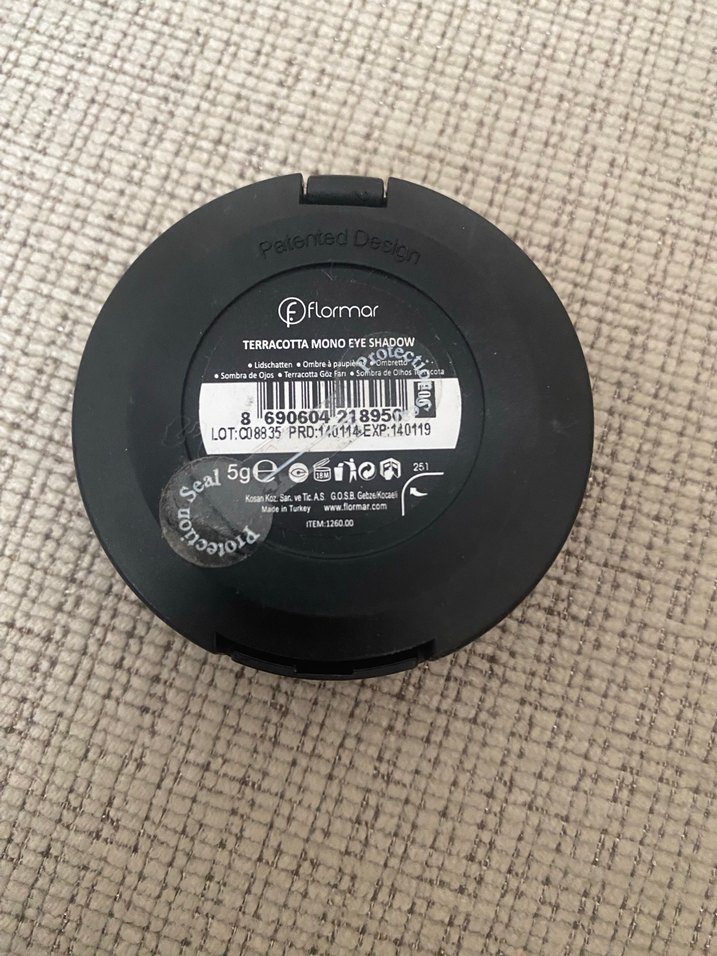 Patented Design
flormar
TERRACOTTA MONO EYE SHADOW
• Lidschatten • Ombre à paupière • Ombretto
• Sombra de Ojos • Terracotta Göz Farı • Sombra de Olhos Terracota
Protection
8 690604 218950
LOT:C08835 PRD:140114 EXP:140119
5g e 18M 251
Kosan Koz. San. ve Tic. A.S. G.O.S.B. Gebze/Kocaeli
Made in Turkey www.flormar.com
ITEM:1260.00
Protection Seal